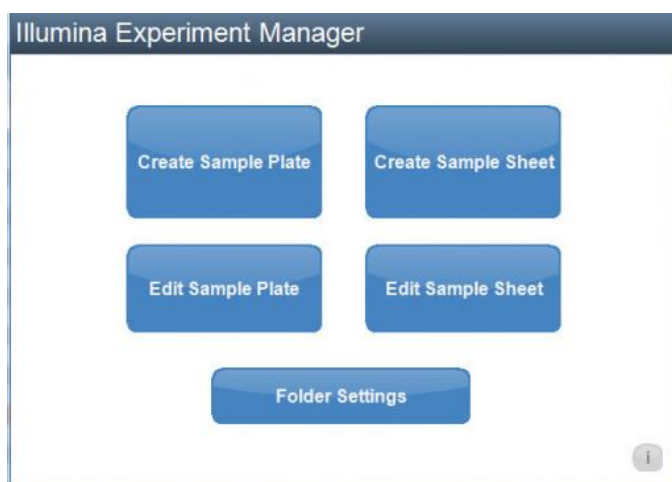 Illumina Experiment Manager
Create Sample Plate
Create Sample Sheet
Edit Sample Plate
Edit Sample Sheet
Folder Settings
i